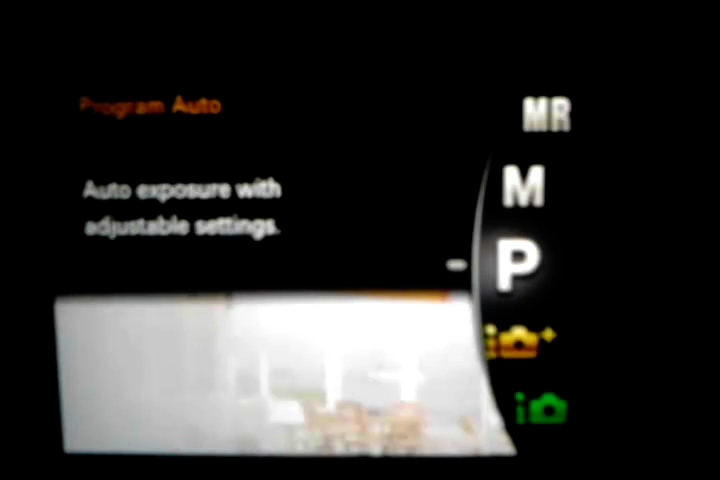 Program Auto
MR
Auto exposure with
M
adjustable settings.
P
i
+
i